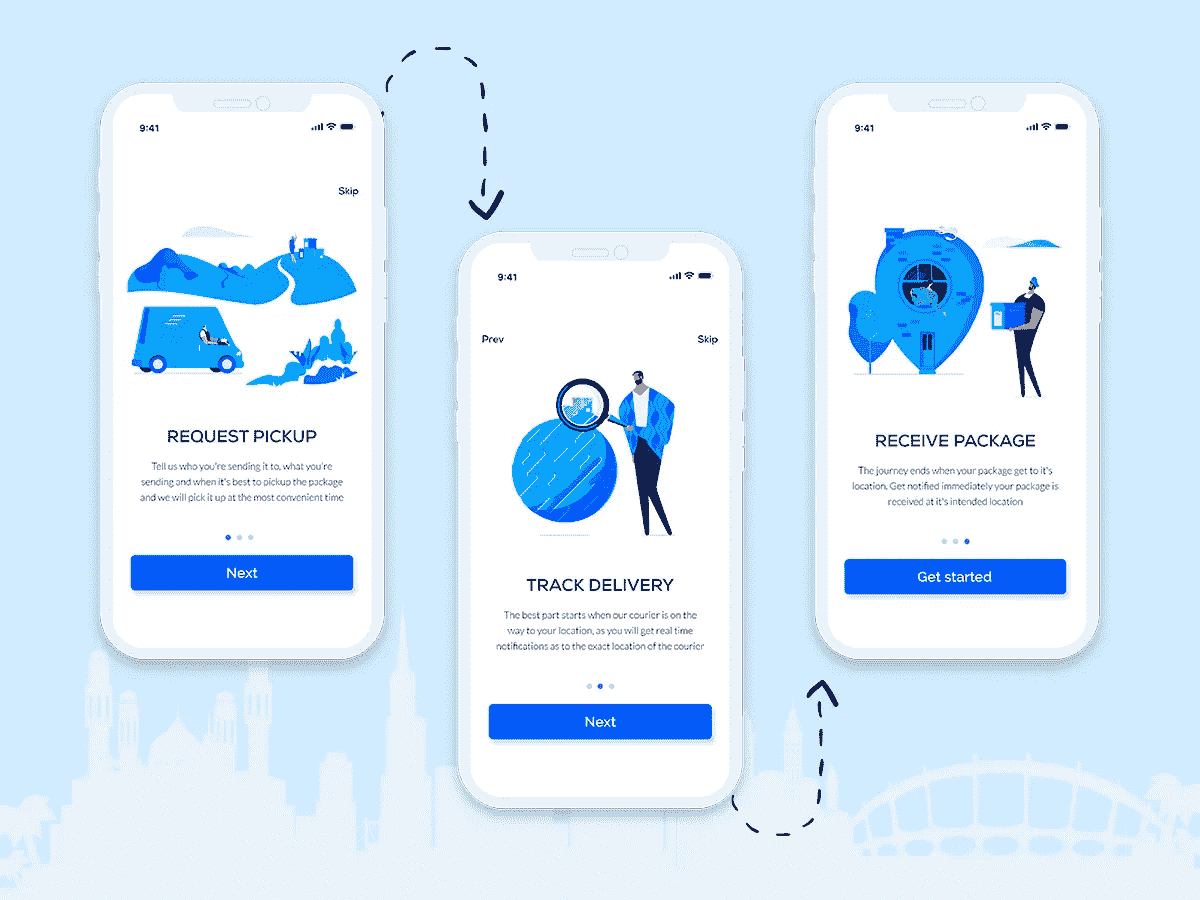 9:41
Skip
REQUEST PICKUP
Tell us who you're sending it to, what you're
sending and when it's best to pickup the package
and we will pick it up at the most convenient time
Next
9:41
Prev
Skip
TRACK DELIVERY
The best part starts when our courier is on the
way to your location, as you will get real time
notifications as to the exact location of the courier
Next
9:41
RECEIVE PACKAGE
The journey ends when your package get to it's
location. Get notified immediately your package is
received at it's intended location
Get started